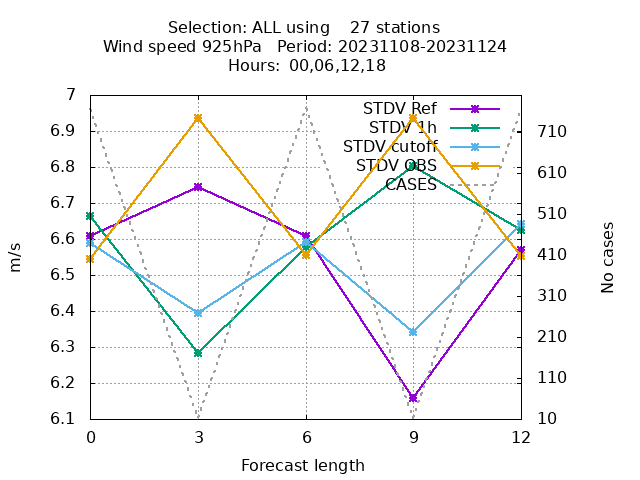 Selection: ALL using 27 stations
Wind speed 925hPa Period: 20231108-20231124
Hours: 00,06,12,18
STDV Ref
STDV 1h
STDV cutoff
STDV OBS
CASES
7
6.9
6.8
6.7
6.6
6.5
6.4
6.3
6.2
6.1
m/s
710
610
510
410
310
210
110
10
No cases
0
3
6
9
12
Forecast length